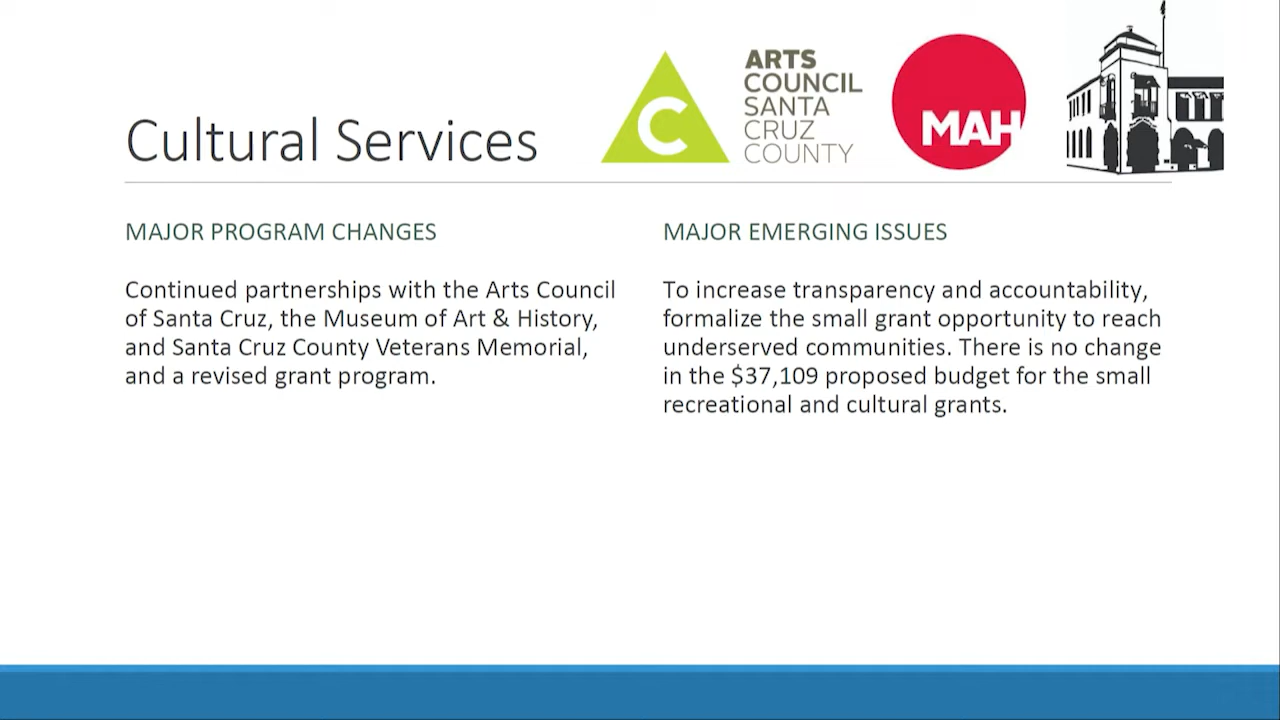 Cultural Services
C
ARTS
COUNCIL
SANTA
CRUZ
COUNTY
MAH
MAJOR PROGRAM CHANGES
Continued partnerships with the Arts Council
of Santa Cruz, the Museum of Art & History,
and Santa Cruz County Veterans Memorial,
and a revised grant program.
MAJOR EMERGING ISSUES
To increase transparency and accountability,
formalize the small grant opportunity to reach
underserved communities. There is no change
in the $37,109 proposed budget for the small
recreational and cultural grants.